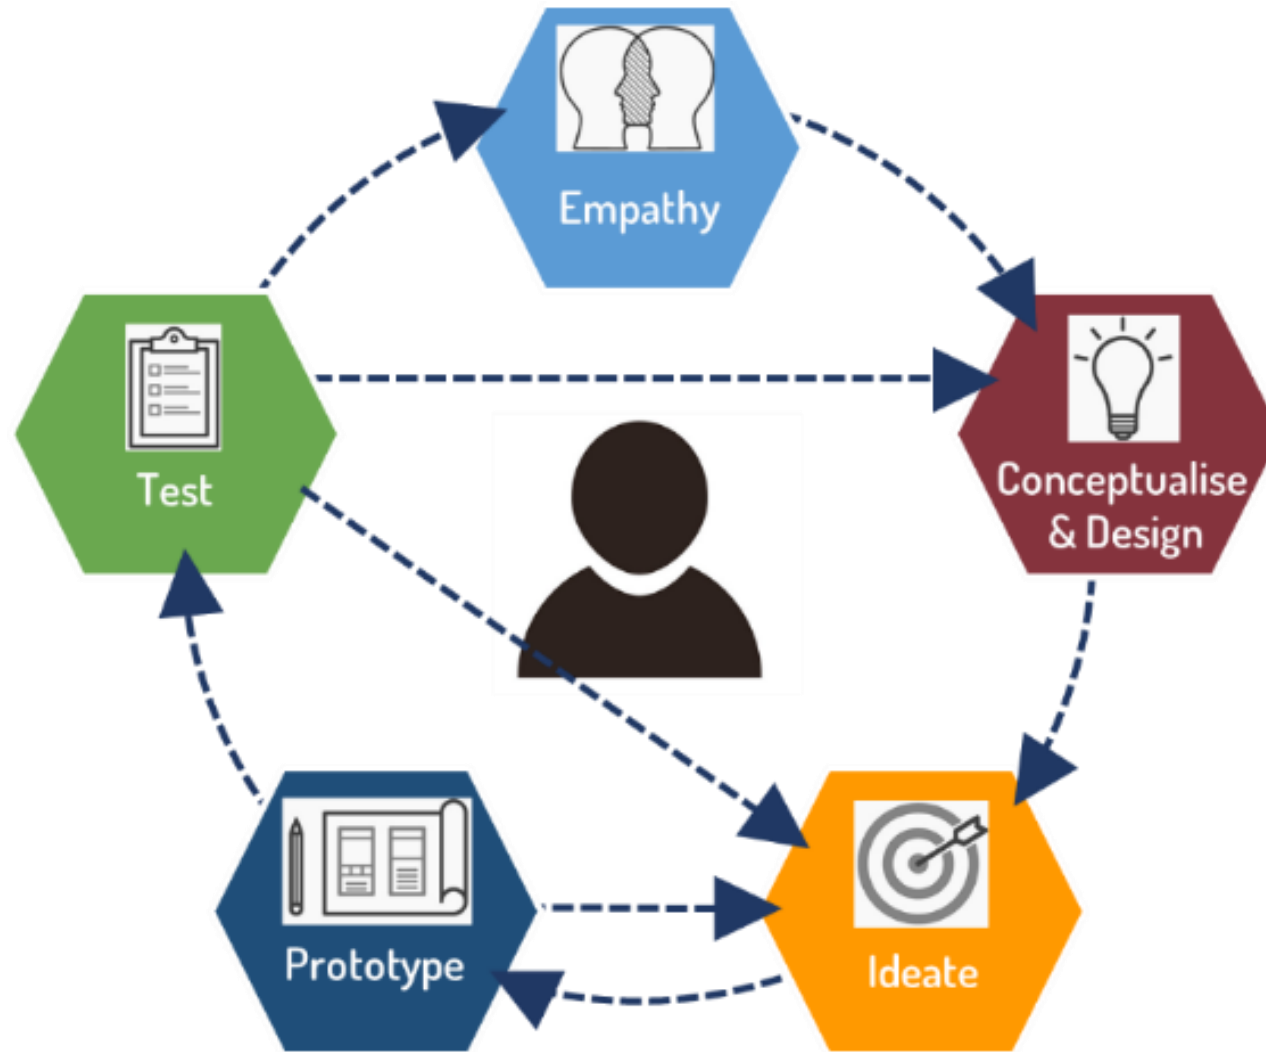 Empathy
Test
Conceptualise
& Design
Prototype
Ideate